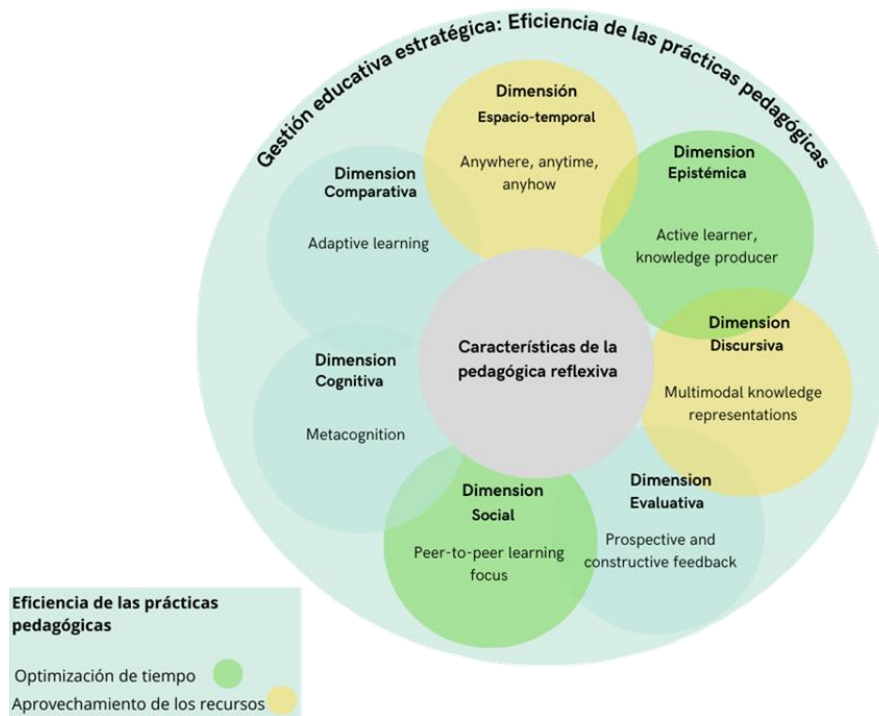 Gestión educativa estratégica: Eficiencia de las prácticas pedagógicas
Dimensión
Espacio-temporal
Anywhere, anytime,
anyhow
Dimension
Epistémica
Active learner,
knowledge producer
Dimension
Discursiva
Multimodal knowledge
representations
Dimension
Evaluativa
Prospective and
constructive feedback
Dimension
Social
Peer-to-peer learning
focus
Dimension
Cognitiva
Metacognition
Dimension
Comparativa
Adaptive learning
Características de la
pedagógica reflexiva
Eficiencia de las prácticas
pedagógicas
Optimización de tiempo
Aprovechamiento de los recursos